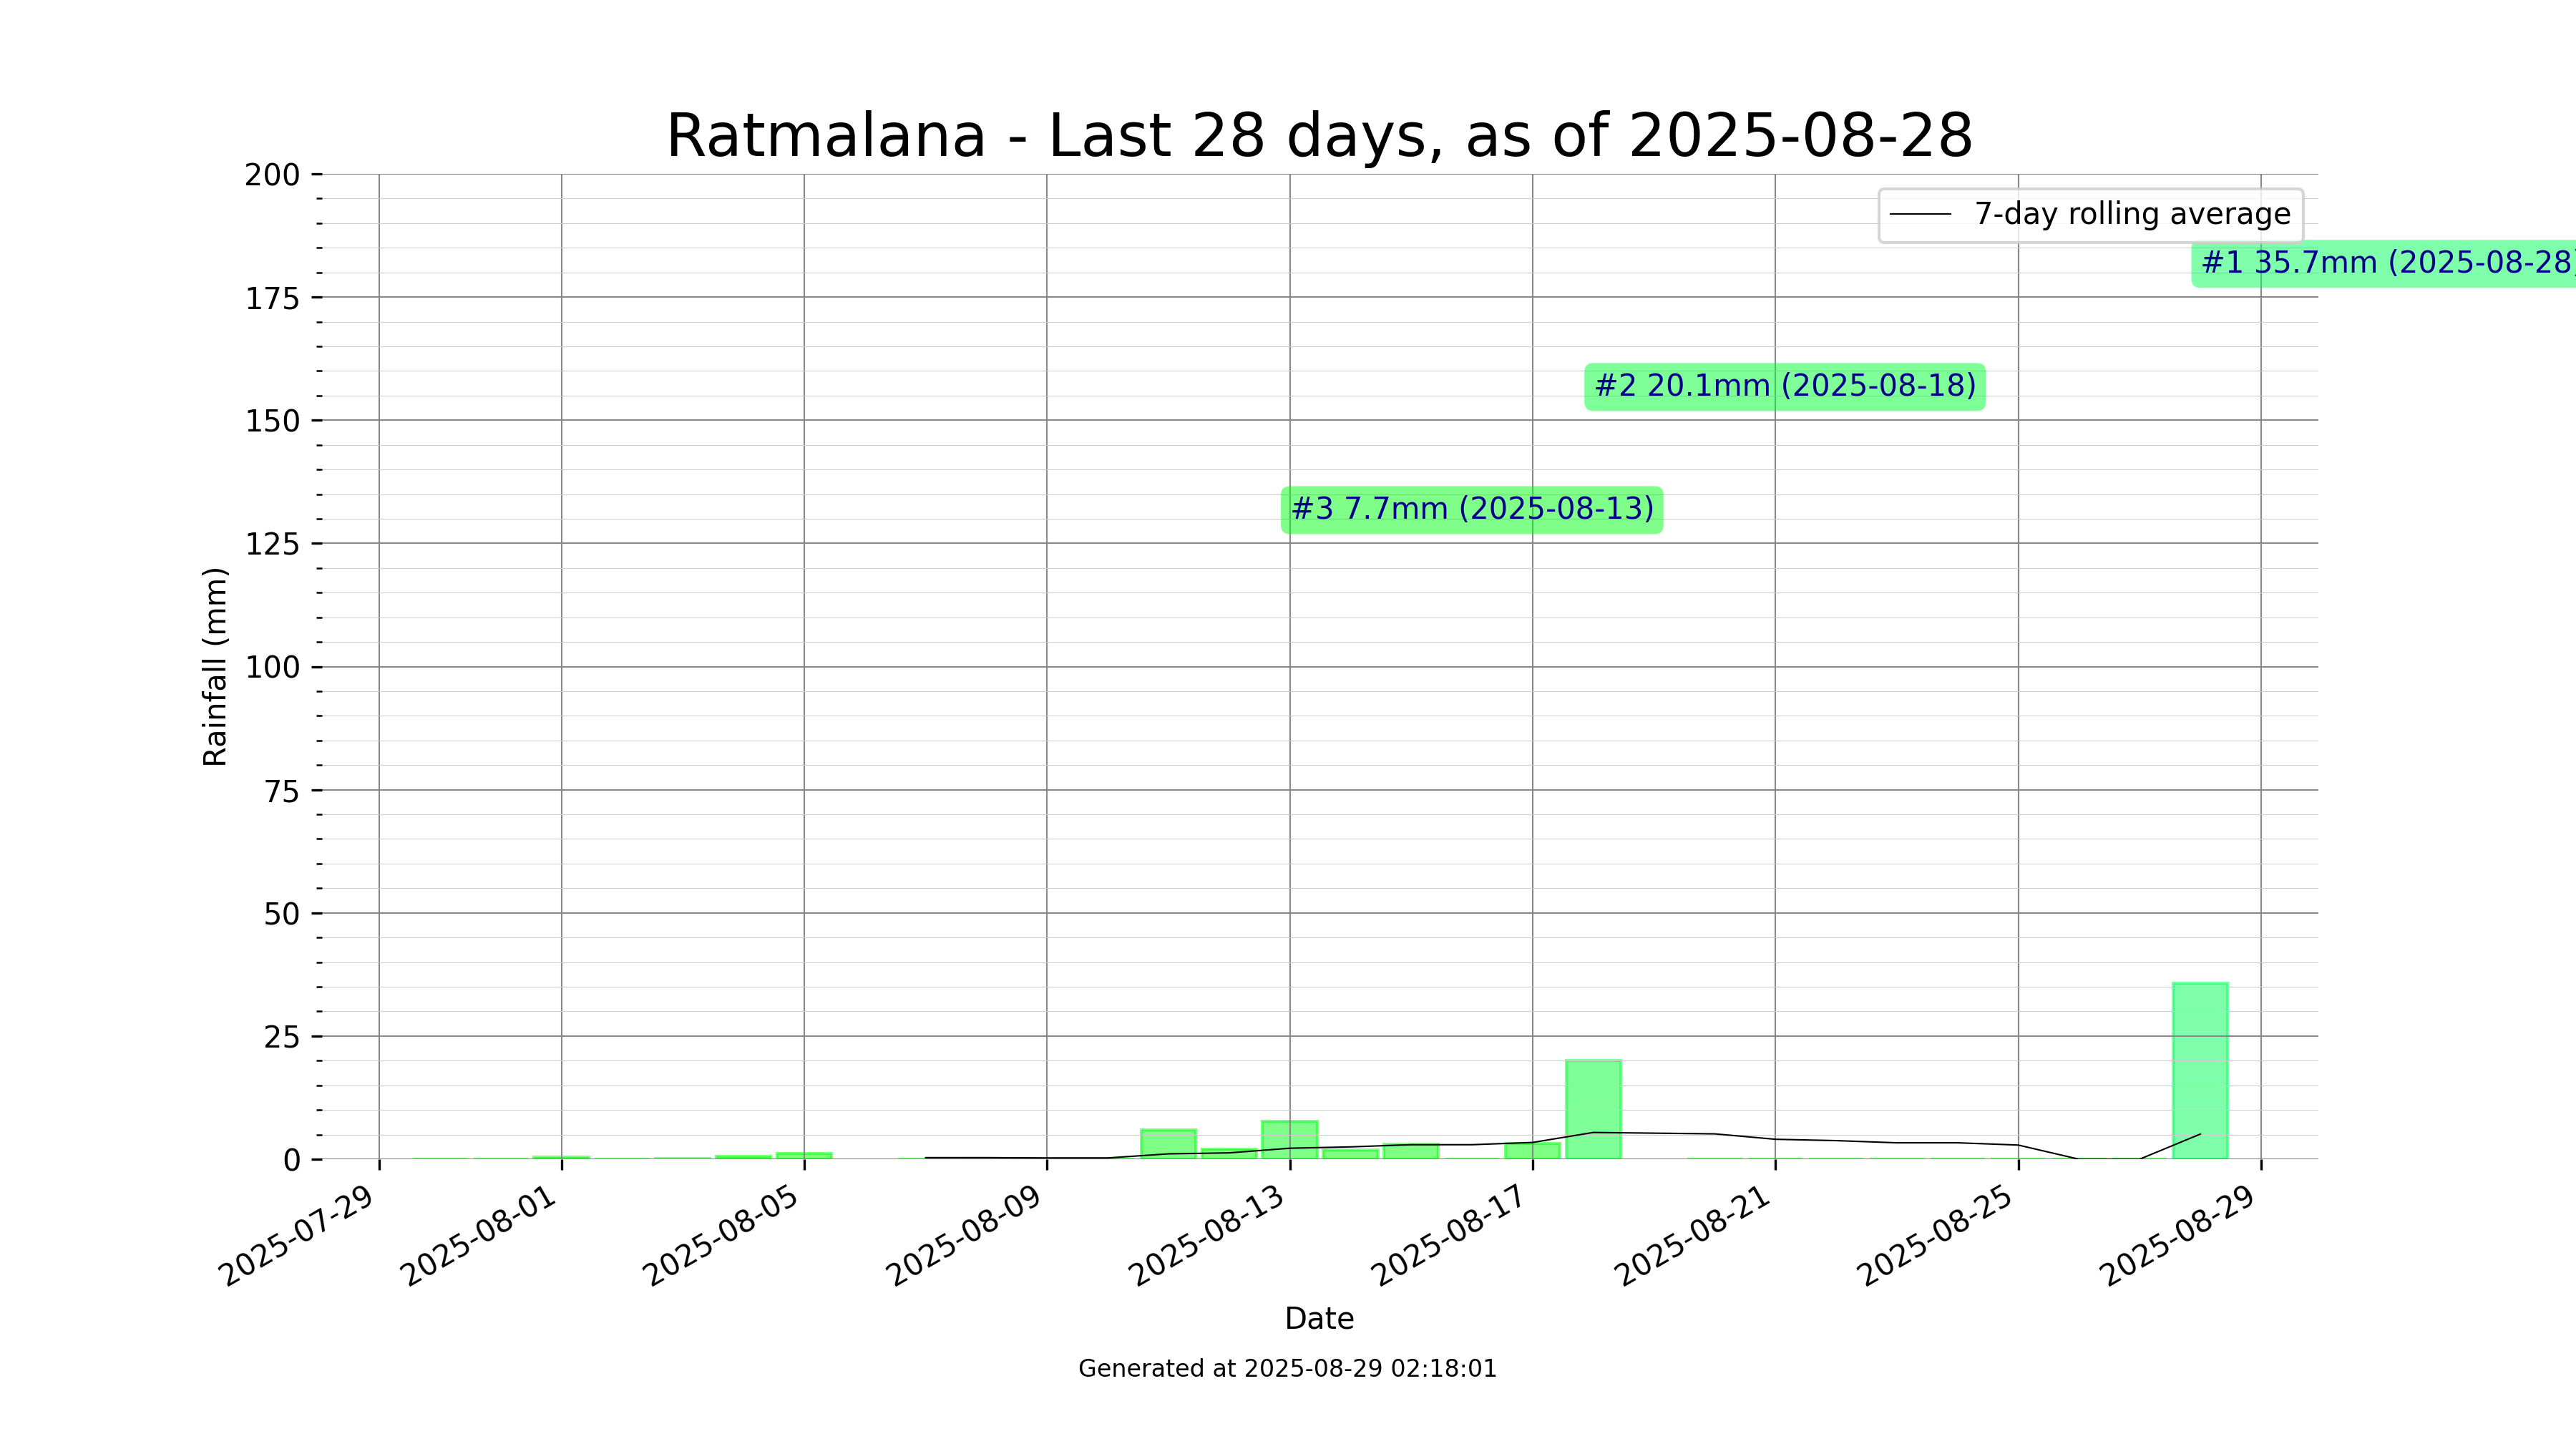 Ratmalana - Last 28 days, as of 2025-08-28
200
175
150
125
100
75
50
25
0
Rainfall (mm)
7-day rolling average
#1 35.7mm (2025-08-28)
#2 20.1mm (2025-08-18)
#3 7.7mm (2025-08-13)
2025-07-29
2025-08-01
2025-08-05
2025-08-09
2025-08-13
2025-08-17
2025-08-21
2025-08-25
2025-08-29
Date
Generated at 2025-08-29 02:18:01